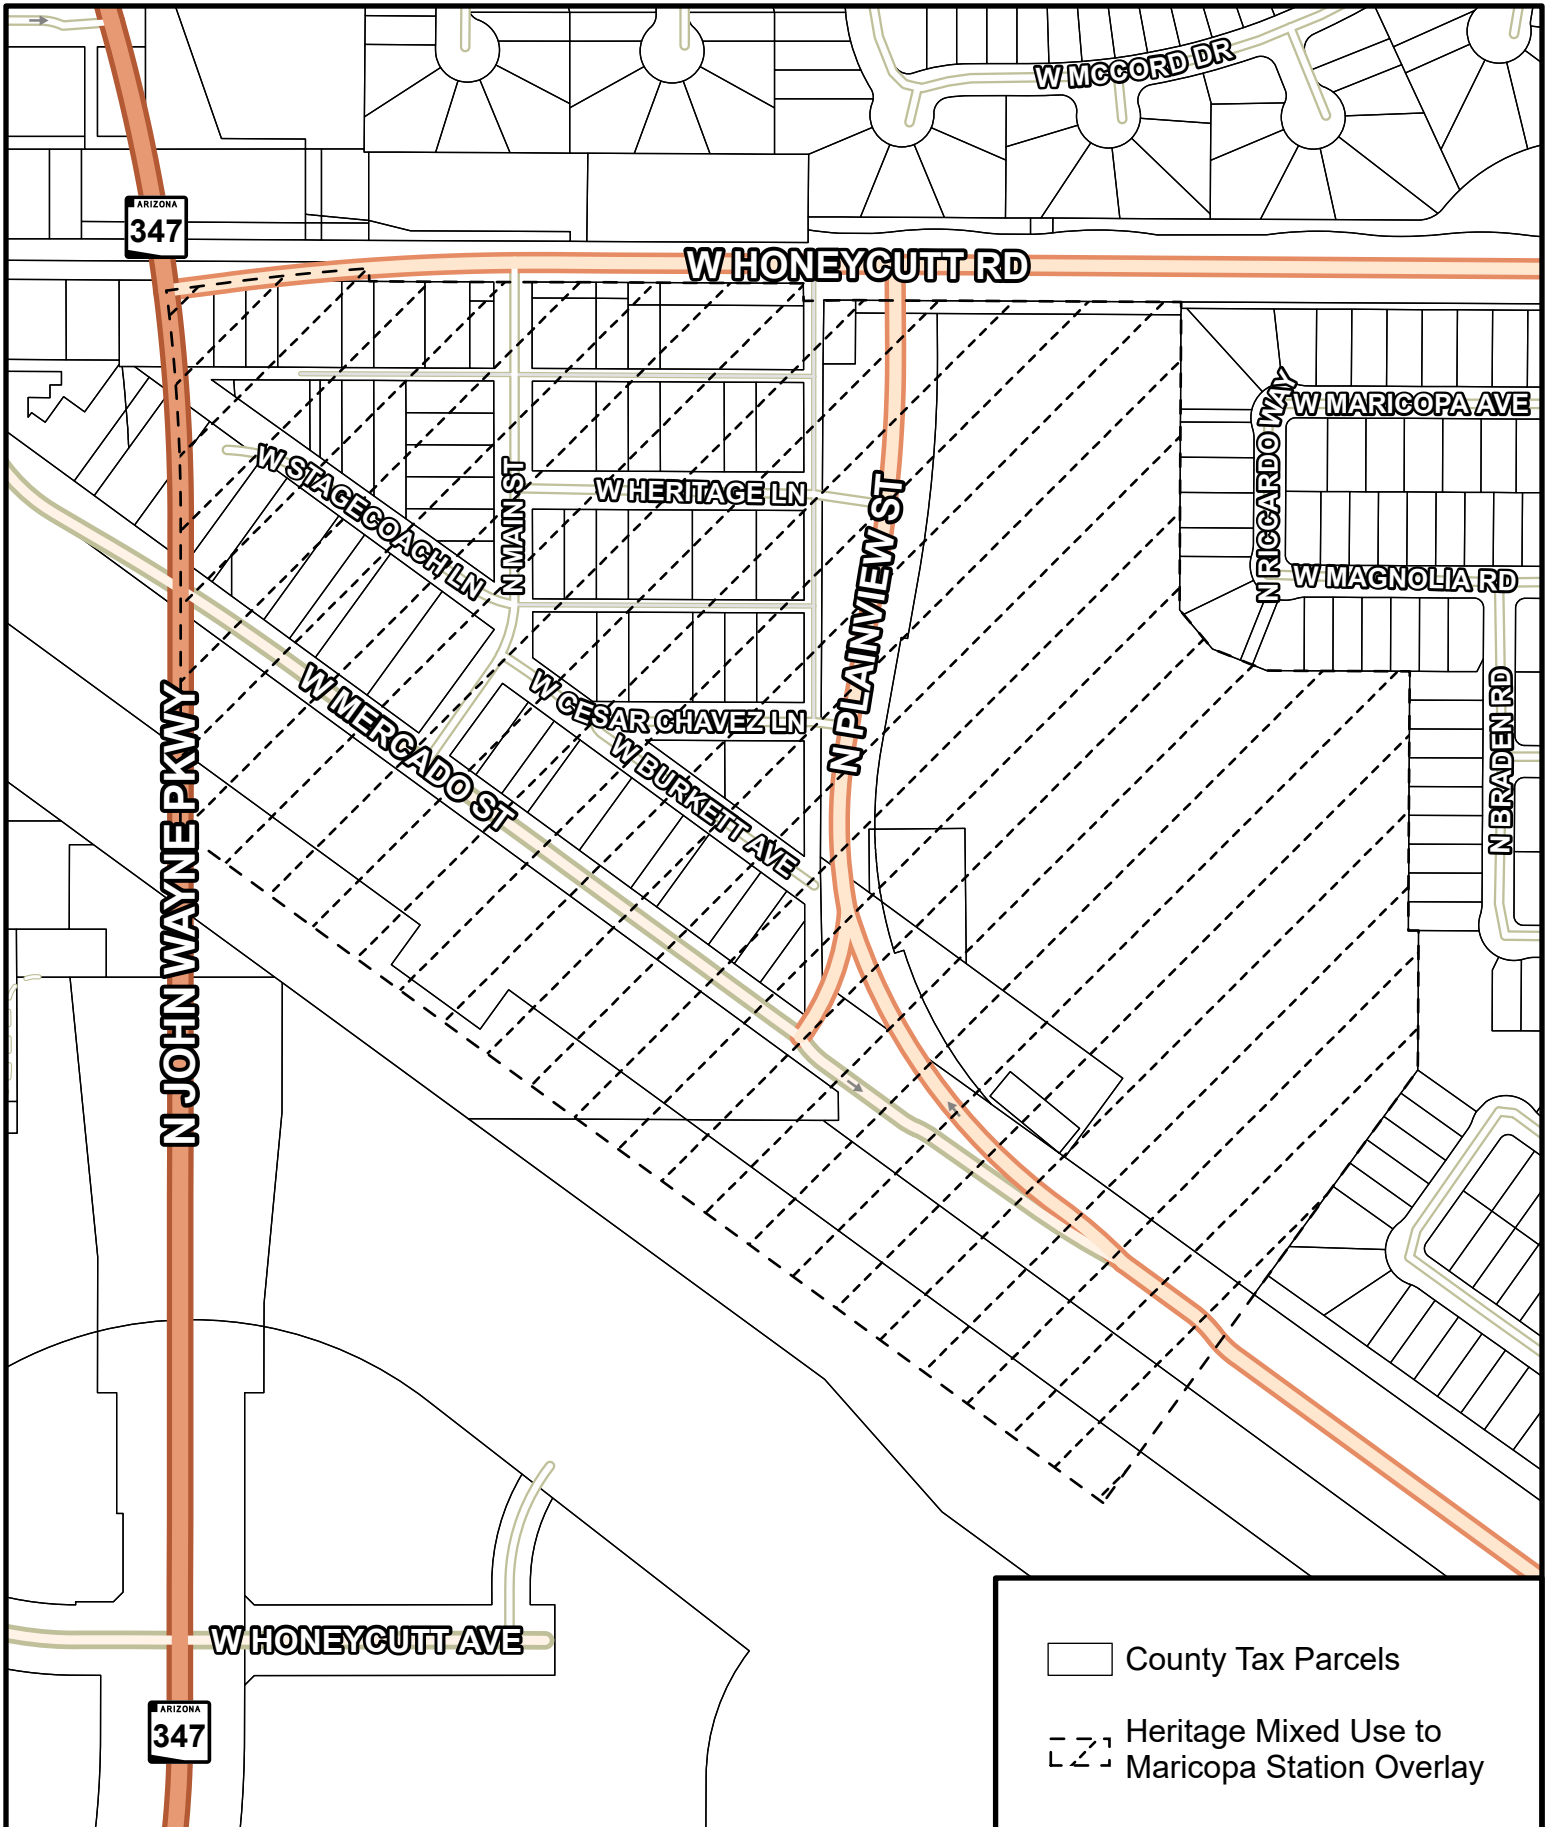 W MCCORD DR
ARIZONA
347
W HONEYCUTT RD
W MARICOPA AVE
N RICCARDO WAY
W STAGECOACH LN
N MAIN ST
W HERITAGE LN
N PLAINVIEW ST
W MAGNOLIA RD
W MERCADO ST
W CESAR CHAVEZ LN
W BURKETT AVE
N BRADEN RD
N JOHN WAYNE PKWY
W HONEYCUTT AVE
ARIZONA
347
County Tax Parcels
Heritage Mixed Use to
Maricopa Station Overlay